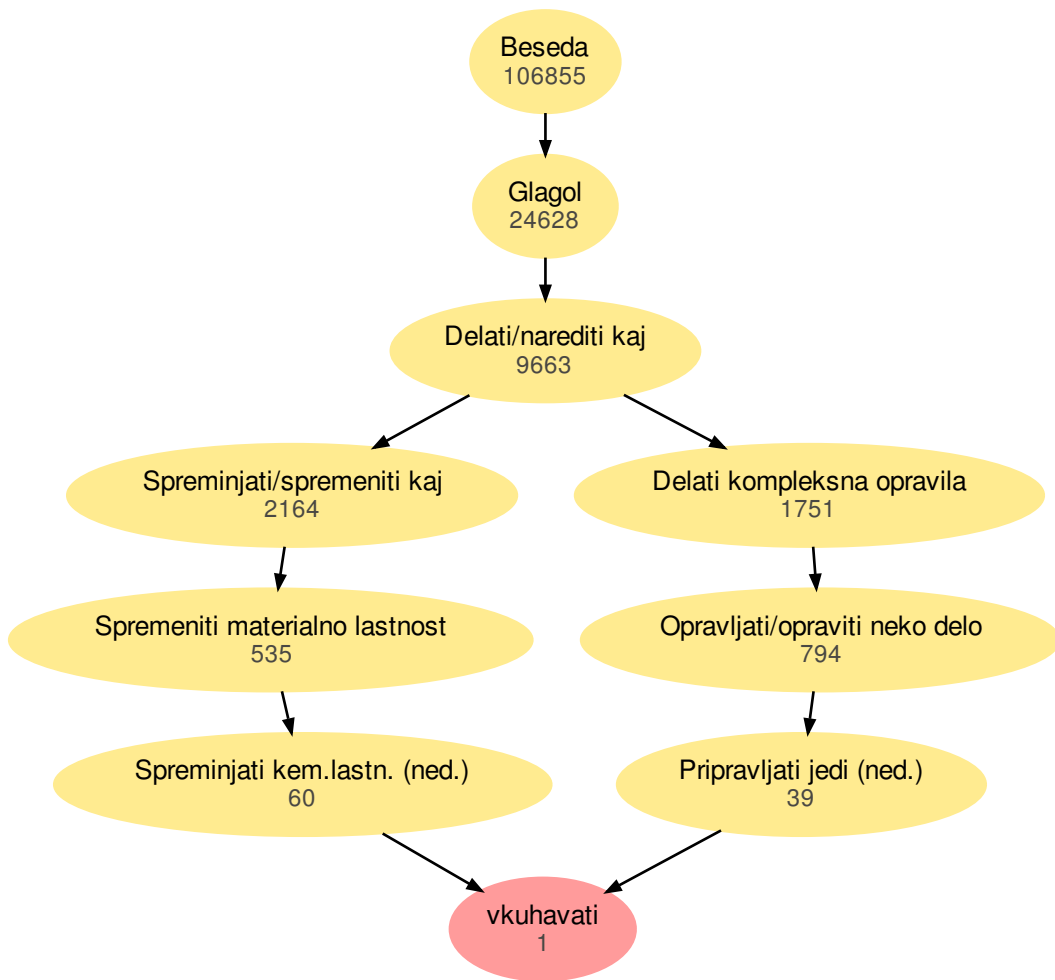 Beseda
106855
Glagol
24628
Delati/narediti kaj
9663
Spreminjati/spremeniti kaj
2164
Delati kompleksna opravila
1751
Spremeniti materialno lastnost
535
Opravljati/opraviti neko delo
794
Spreminjati kem.lastn. (ned.)
60
Pripravljati jedi (ned.)
39
vkuhavati
1